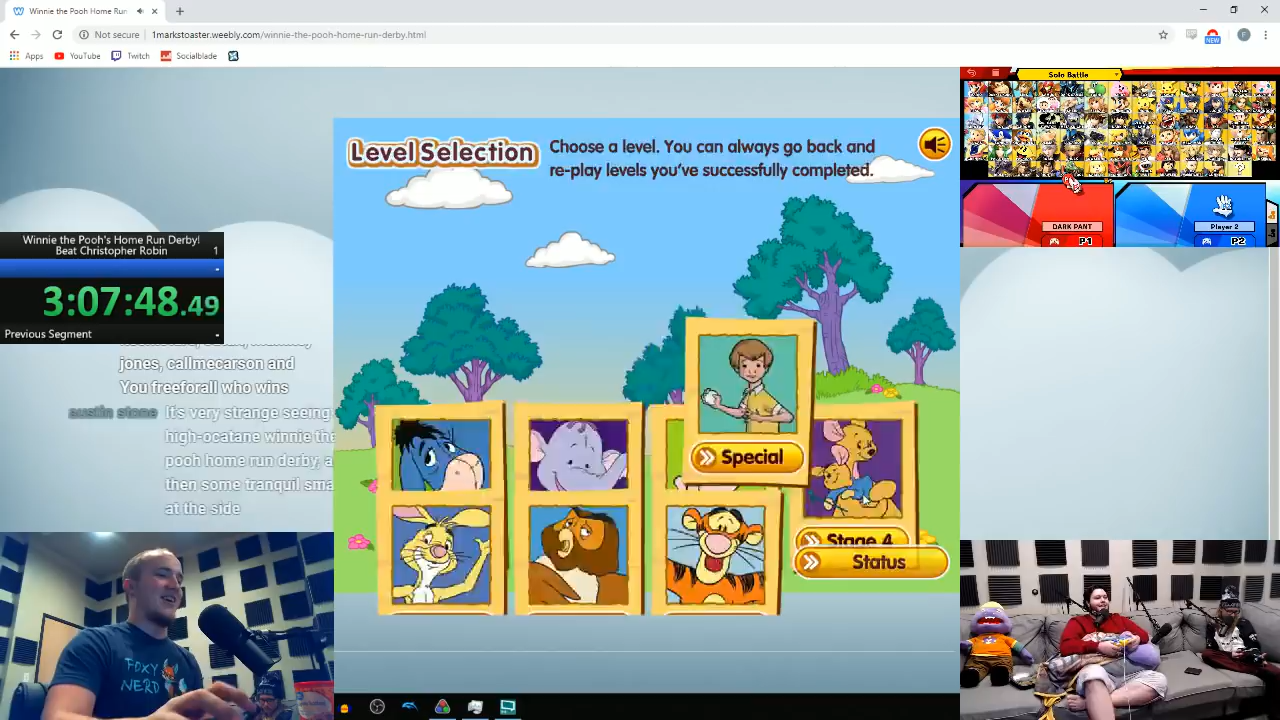 Winnie the Pooh Home Run
Not secure
1markstoaster.weebly.com/winnie-the-pooh-home-run-derby.html
NEW
F
Apps
YouTube
Twitch
Socialblade
Level Selection
Choose a level. You can always go back and
re-play levels you've successfully completed.
Solo Battle
DARK PANT
Player 2
P1
P2
Winnie the Pooh's Home Run Derby!
Beat Christopher Robin
1
-
3:07:48.49
Previous Segment
-
jones, callmecarson and
You freeforall who wins
austin stone It's very strange seeing
high-ocatane winnie the
pooh home run derby, a
then some tranquil sma
at the side
Special
Stage 4
Status
FOXY
NERD